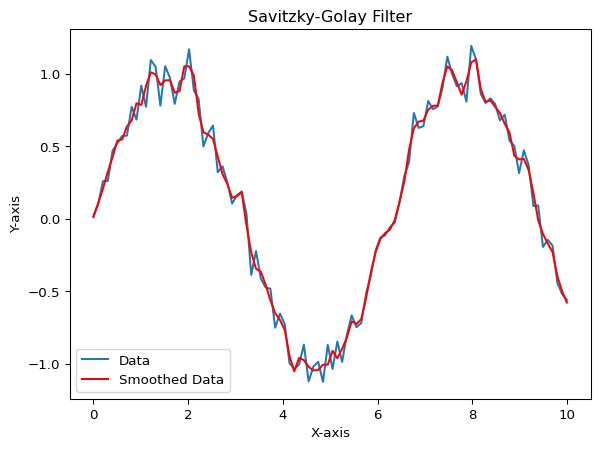 Savitzky-Golay Filter
Y-axis
1.0
0.5
0.0
−0.5
−1.0
Data
Smoothed Data
0 2 4 6 8 10
X-axis